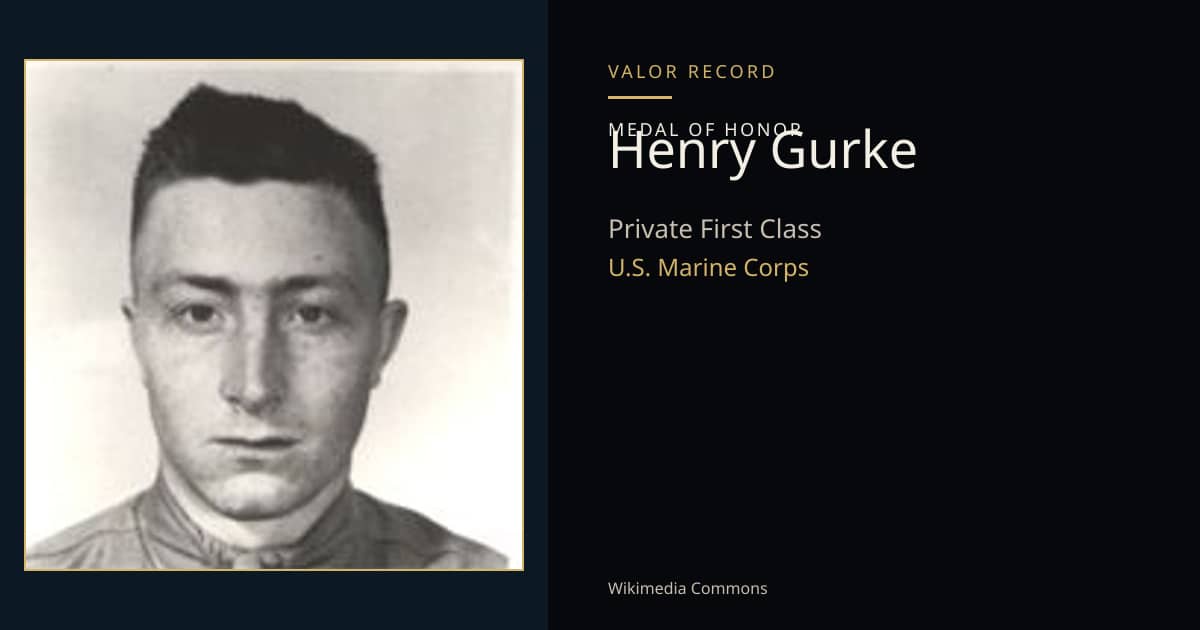 VALOR RECORD
MEDAL OF HONOR
Henry Gurke
Private First Class
U.S. Marine Corps
Wikimedia Commons